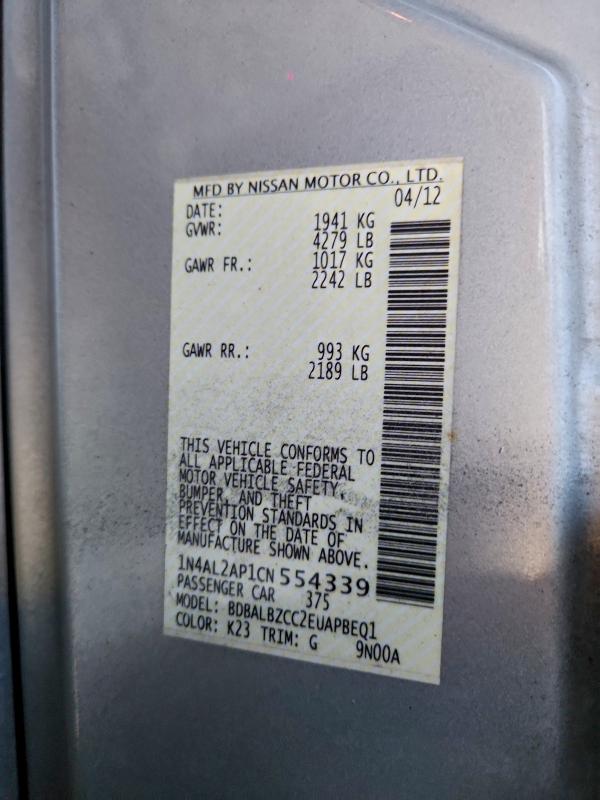 MFD BY NISSAN MOTOR CO., LTD.
DATE: 04/12
GVWR: 1941 KG
4279 LB
GAWR FR.: 1017 KG
2242 LB
GAWR RR.: 993 KG
2189 LB
THIS VEHICLE CONFORMS TO
ALL APPLICABLE FEDERAL
MOTOR VEHICLE SAFETY,
BUMPER, AND THEFT
PREVENTION STANDARDS IN
EFFECT ON THE DATE OF
MANUFACTURE SHOWN ABOVE.
1N4AL2AP1CN 554339
PASSENGER CAR 375
MODEL: BDBALBZCC2EUAPBEQ1
COLOR: K23 TRIM: G 9N00A